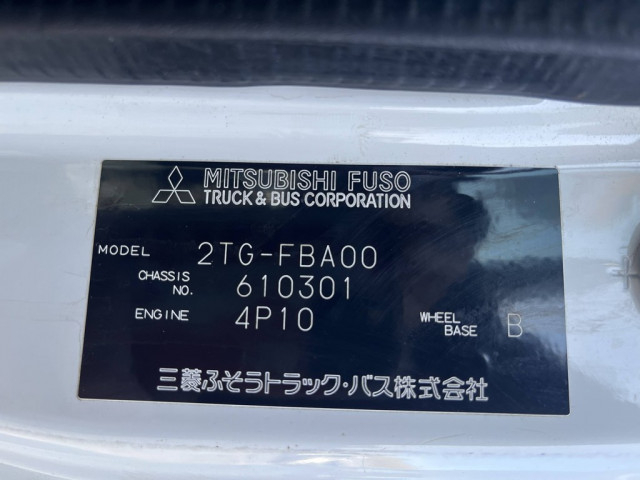 MITSUBISHI FUSO
TRUCK & BUS CORPORATION
MODEL 2TG-FBA00
CHASSIS NO. 610301
ENGINE 4P10 WHEEL BASE B
三菱ふそうトラック・バス株式会社